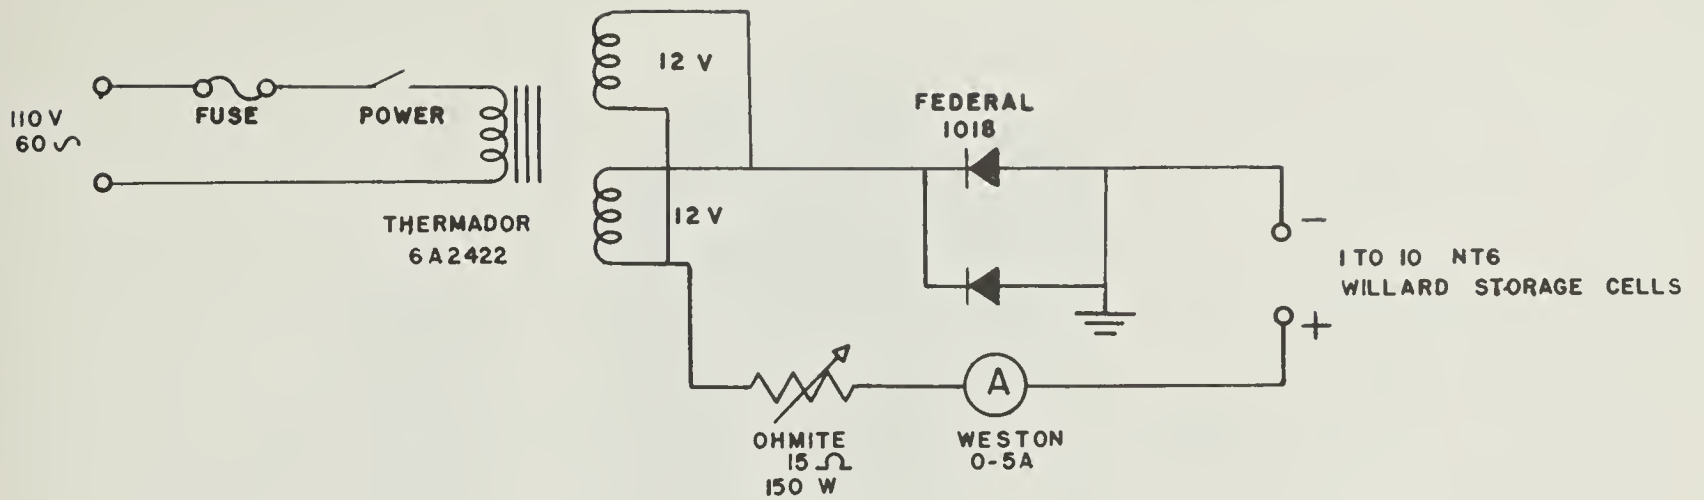 110 V
60 ~
FUSE
POWER
THERMADOR
6A2422
12 V
12 V
FEDERAL
1018
−
1 TO 10 NT6
WILLARD STORAGE CELLS
+
A
OHMITE
15 Ω
150 W
WESTON
0-5A